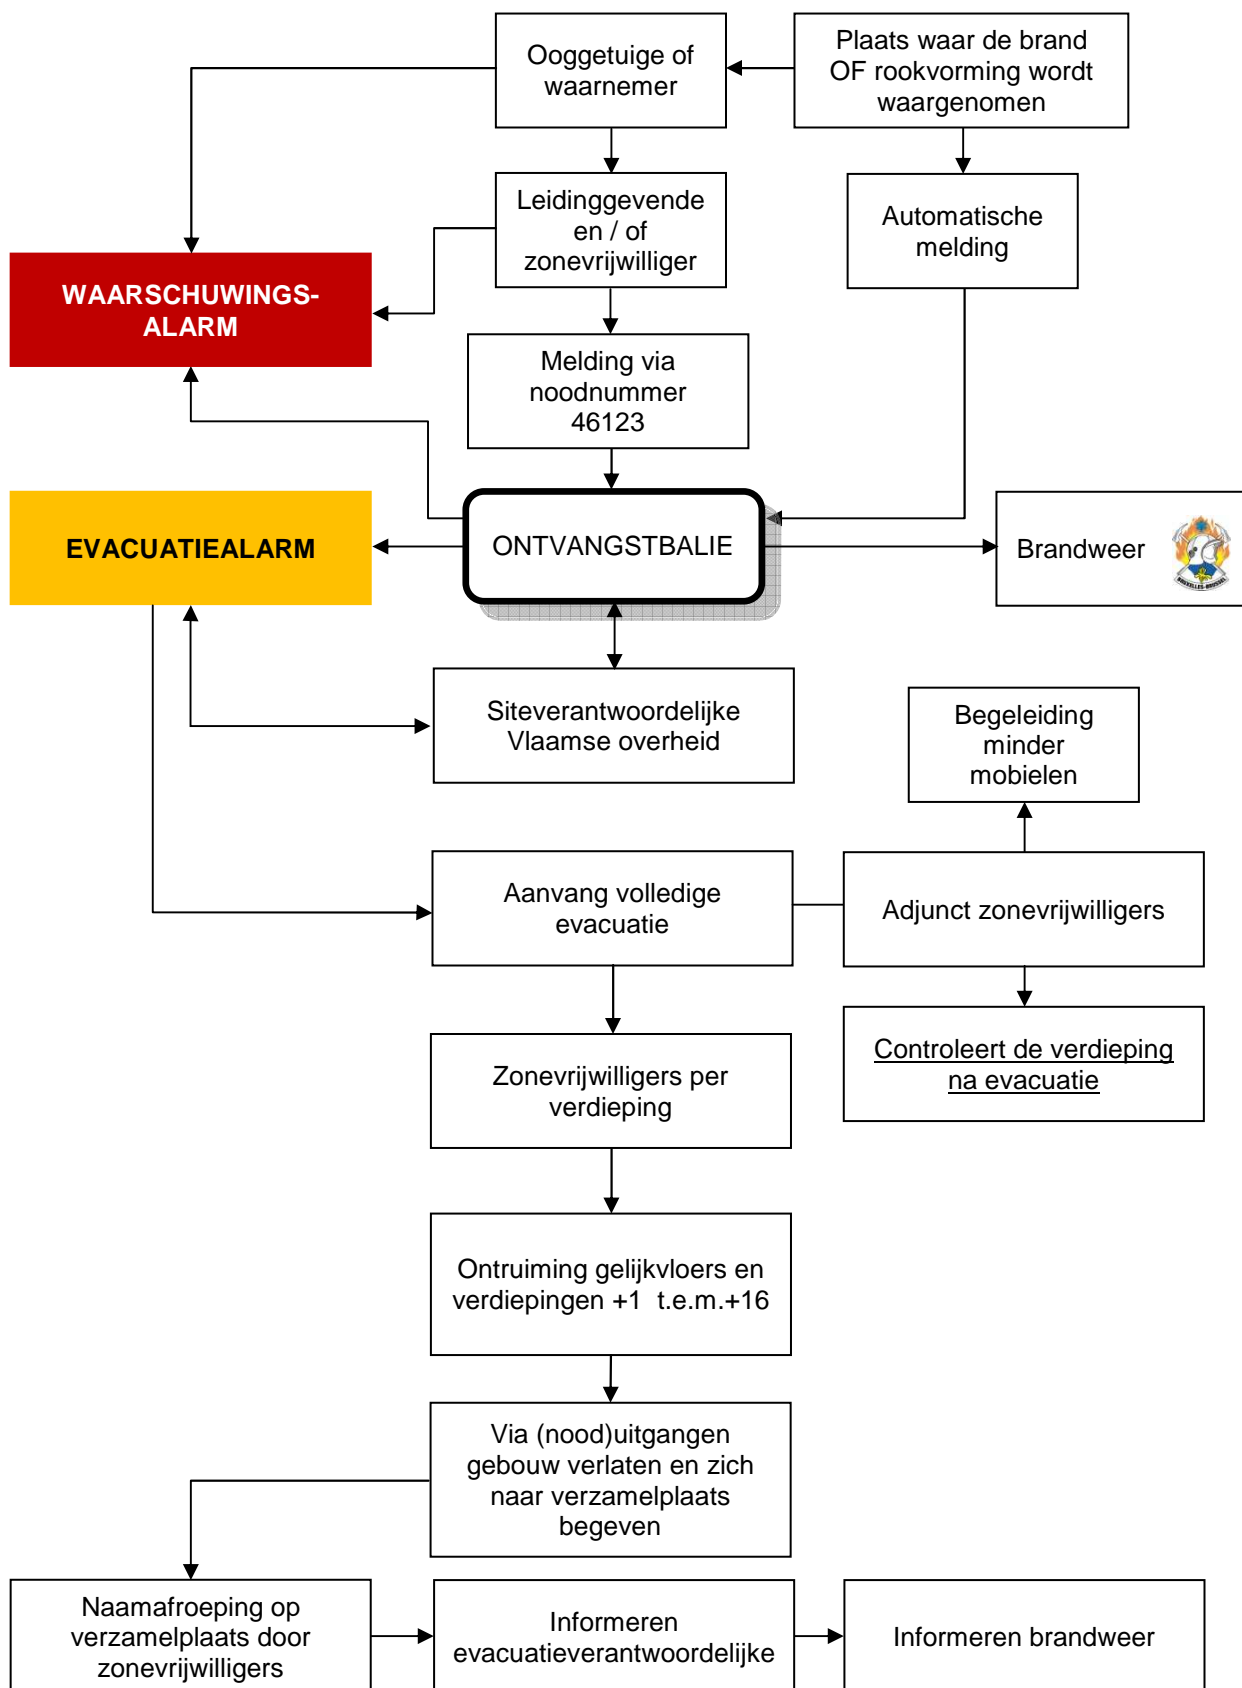 Ooggetuige of
waarnemer
Plaats waar de brand
OF rookvorming wordt
waargenomen
Leidinggevende
en / of
zonevrijwilliger
Automatische
melding
WAARSCHUWINGS-
ALARM
Melding via
noodnummer
46123
EVACUATIEALARM
ONTVANGSTBALIE
Brandweer
BRUXELLES-BRUSSEL
Siteverantwoordelijke
Vlaamse overheid
Begeleiding
minder
mobielen
Aanvang volledige
evacuatie
Adjunct zonevrijwilligers
Controleert de verdieping
na evacuatie
Zonevrijwilligers per
verdieping
Ontruiming gelijkvloers en
verdiepingen +1 t.e.m.+16
Via (nood)uitgangen
gebouw verlaten en zich
naar verzamelplaats
begeven
Naamafroeping op
verzamelplaats door
zonevrijwilligers
Informeren
evacuatieverantwoordelijke
Informeren brandweer